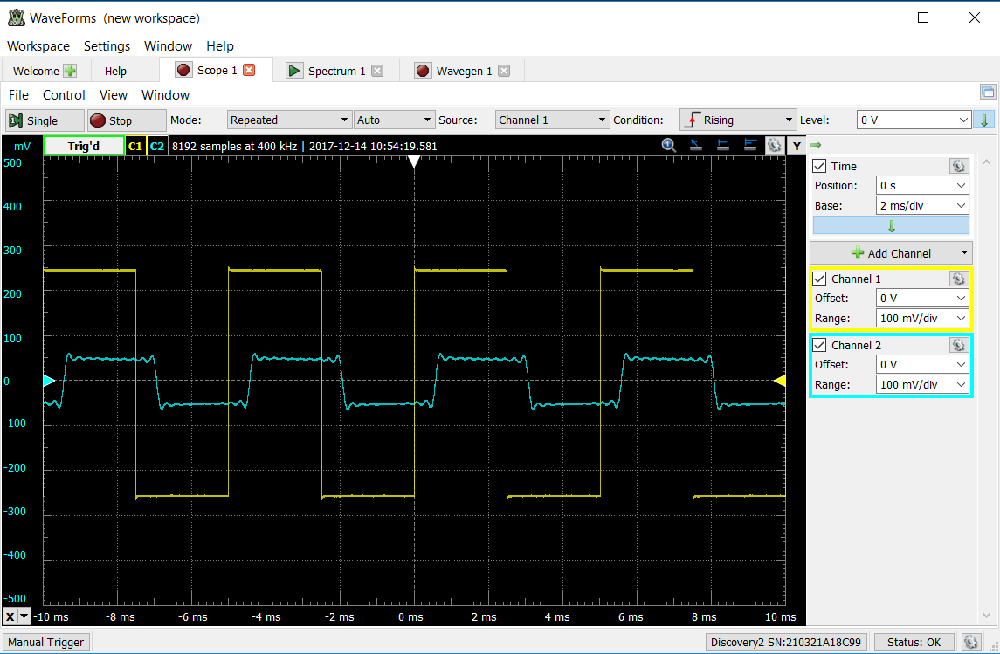 WaveForms (new workspace)
Workspace Settings Window Help
Welcome Help Scope 1 Spectrum 1 Wavegen 1
File Control View Window
Single Stop Mode: Repeated Auto Source: Channel 1 Condition: Rising Level: 0 V
mV Trig'd C1 C2 8192 samples at 400 kHz | 2017-12-14 10:54:19.581 Y
500
400
300
200
100
0
-100
-200
-300
-400
-500
X -10 ms -8 ms -6 ms -4 ms -2 ms 0 ms 2 ms 4 ms 6 ms 8 ms 10 ms
Time
Position: 0 s
Base: 2 ms/div
Add Channel
Channel 1
Offset: 0 V
Range: 100 mV/div
Channel 2
Offset: 0 V
Range: 100 mV/div
Manual Trigger Discovery2 SN:210321A18C99 Status: OK